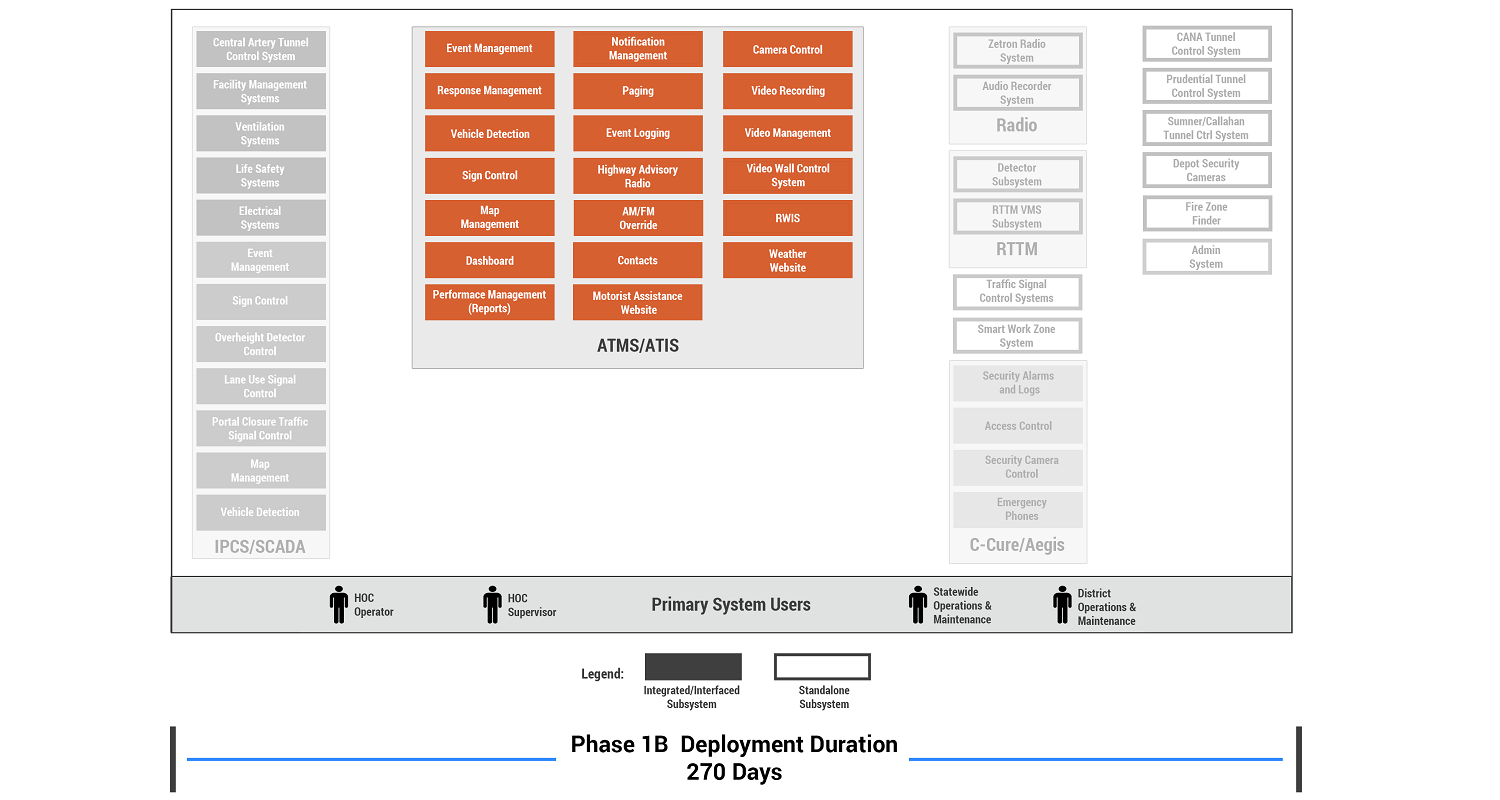 Central Artery Tunnel
Control System
Facility Management
Systems
Ventilation
Systems
Life Safety
Systems
Electrical
Systems
Event
Management
Sign Control
Overheight Detector
Control
Lane Use Signal
Control
Portal Closure Traffic
Signal Control
Map
Management
Vehicle Detection
IPCS/SCADA
Event Management
Response Management
Vehicle Detection
Sign Control
Map
Management
Dashboard
Performace Management
(Reports)
Notification
Management
Paging
Event Logging
Highway Advisory
Radio
AM/FM
Override
Contacts
Motorist Assistance
Website
Camera Control
Video Recording
Video Management
Video Wall Control
System
RWIS
Weather
Website
ATMS/ATIS
Zetron Radio
System
Audio Recorder
System
Radio
Detector
Subsystem
RTTM VMS
Subsystem
RTTM
Traffic Signal
Control Systems
Smart Work Zone
System
Security Alarms
and Logs
Access Control
Security Camera
Control
Emergency
Phones
C-Cure/Aegis
CANA Tunnel
Control System
Prudential Tunnel
Control System
Sumner/Callahan
Tunnel Ctrl System
Depot Security
Cameras
Fire Zone
Finder
Admin
System
HOC
Operator
HOC
Supervisor
Primary System Users
Statewide
Operations &
Maintenance
District
Operations &
Maintenance
Legend:
Integrated/Interfaced
Subsystem
Standalone
Subsystem
Phase 1B Deployment Duration
270 Days